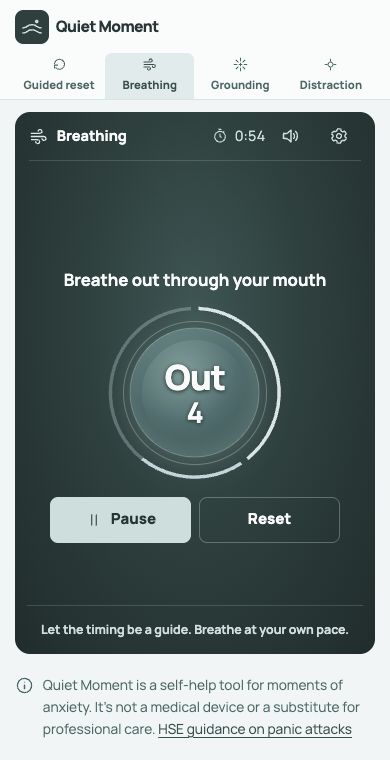 Quiet Moment
Guided reset
Breathing
Grounding
Distraction
Breathing
0:54
Breathe out through your mouth
Out
4
Pause
Reset
Let the timing be a guide. Breathe at your own pace.
Quiet Moment is a self-help tool for moments of
anxiety. It's not a medical device or a substitute for
professional care. HSE guidance on panic attacks